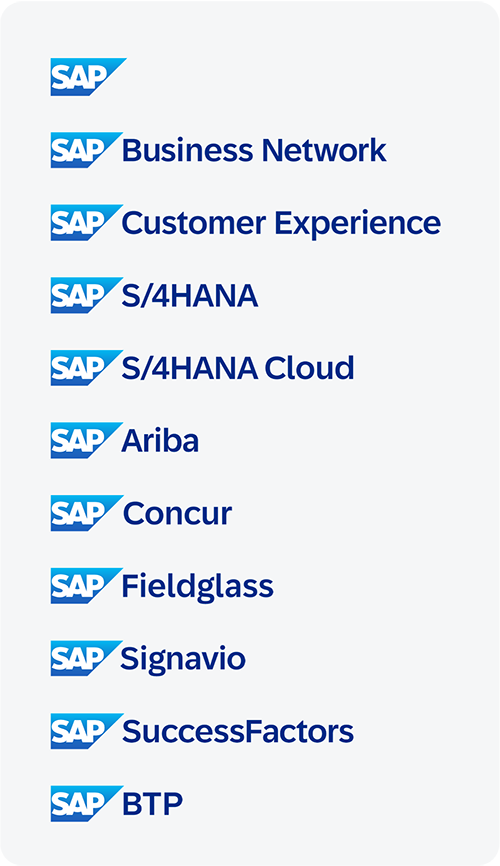 SAP
SAP Business Network
SAP Customer Experience
SAP S/4HANA
SAP S/4HANA Cloud
SAP Ariba
SAP Concur
SAP Fieldglass
SAP Signavio
SAP SuccessFactors
SAP BTP